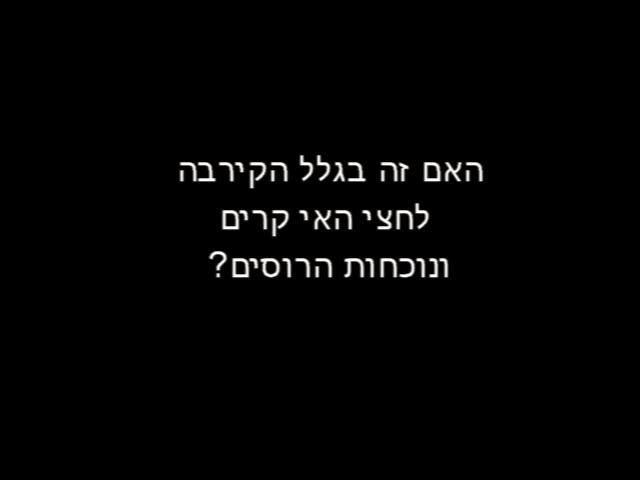 האם זה בגלל הקירבה
לחצי האי קרים
ונוכחות הרוסים?